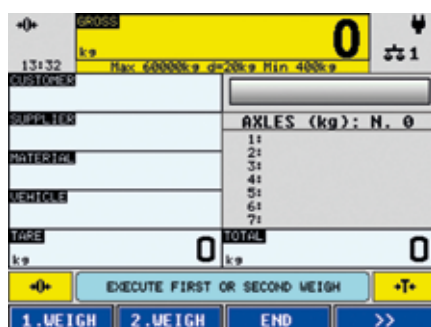 →0←
GROSS
kg
0
13:32
Max 60000kg d=20kg Min 400kg
1
CUSTOMER
SUPPLIER
AXLES (kg): N. 0
1:
2:
MATERIAL
3:
4:
5:
VEHICLE
6:
7:
TARE
kg
0
TOTAL
kg
0
→0←
EXECUTE FIRST OR SECOND WEIGH
→T←
1.WEIGH
2.WEIGH
END
>>